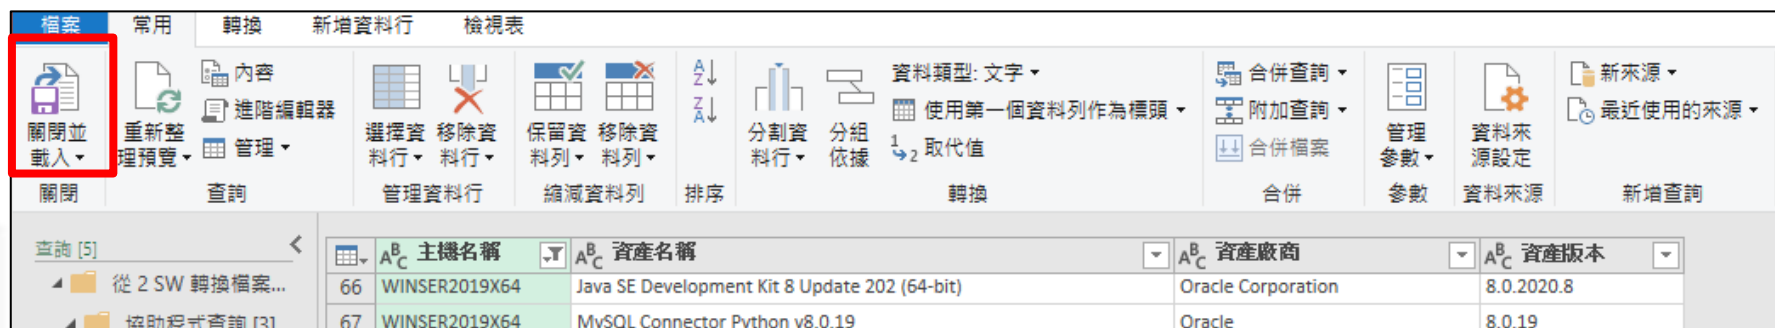 檔案 常用 轉換 新增資料行 檢視表
關閉並
載入
關閉
重新整
理預覽
內容
進階編輯器
管理
查詢
選擇資
料行
移除資
料行
管理資料行
保留資
料列
移除資
料列
縮減資料列
排序
分割資
料行
分組
依據
資料類型: 文字
使用第一個資料列作為標頭
取代值
轉換
合併查詢
附加查詢
合併檔案
合併
管理
參數
參數
資料來
源設定
資料來源
新來源
最近使用的來源
新增查詢
查詢 [5]
從 2 SW 轉換檔案...
協助程式查詢 [3]
主機名稱 資產名稱 資產廠商 資產版本
66 WINSER2019X64 Java SE Development Kit 8 Update 202 (64-bit) Oracle Corporation 8.0.2020.8
67 WINSER2019X64 MySQL Connector Python v8.0.19 Oracle 8.0.19